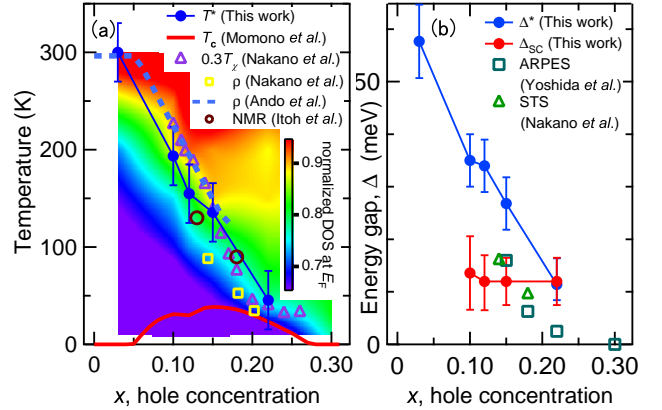 (a)
T* (This work)
Tc (Momono et al.)
0.3Tχ (Nakano et al.)
ρ (Nakano et al.)
ρ (Ando et al.)
NMR (Itoh et al.)
300
200
100
0
Temperature (K)
0.9
0.8
0.7
normalized DOS at EF
0.00
0.10
0.20
0.30
x, hole concentration
(b)
Δ* (This work)
ΔSC (This work)
ARPES
(Yoshida et al.)
STS
(Nakano et al.)
50
0
Energy gap, Δ (meV)
0.00
0.10
0.20
0.30
x, hole concentration